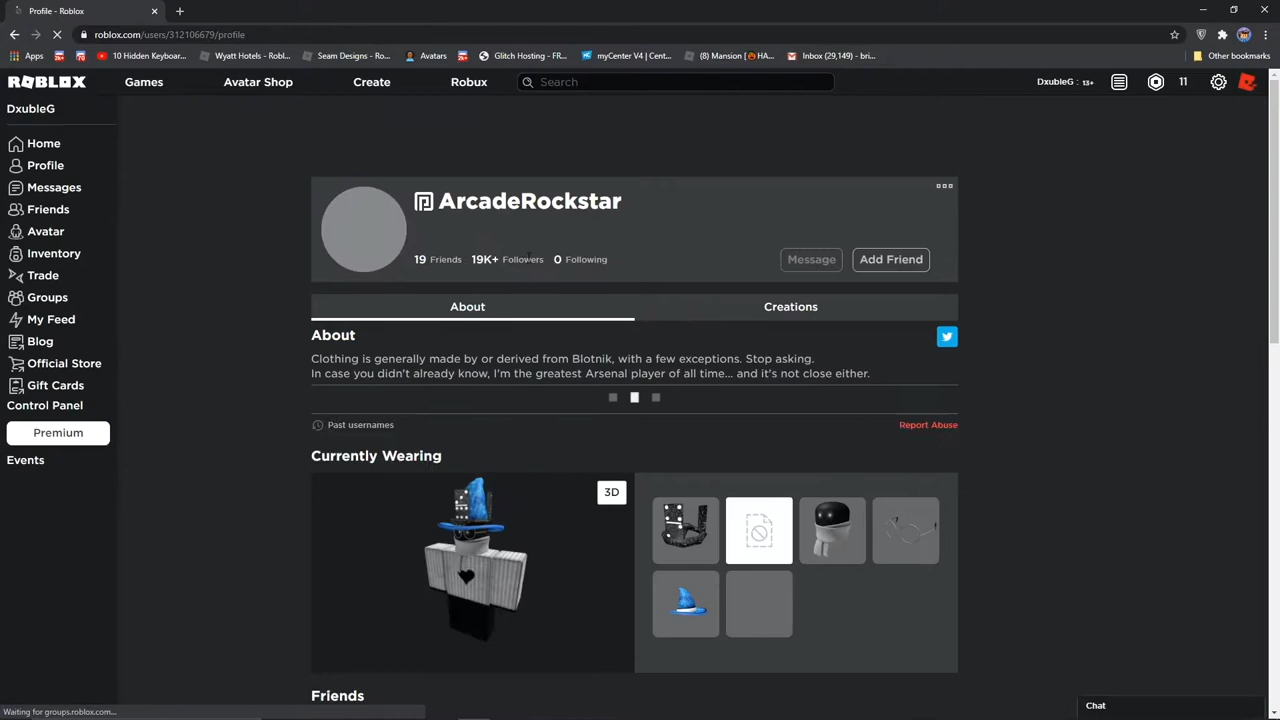 Profile - Roblox
roblox.com/users/312106679/profile
Apps
10 Hidden Keyboar...
Wyatt Hotels - Robl...
Seam Designs - Ro...
Avatars
Glitch Hosting - FR...
myCenter V4 | Cent...
(8) Mansion [🎃HA...
Inbox (29,149) - bri...
Other bookmarks
ROBLOX
Games
Avatar Shop
Create
Robux
Search
DxubleG : 13+
11
DxubleG
Home
Profile
Messages
Friends
Avatar
Inventory
Trade
Groups
My Feed
Blog
Official Store
Gift Cards
Control Panel
Premium
Events
ArcadeRockstar
19 Friends 19K+ Followers 0 Following
Message
Add Friend
About
Creations
About
Clothing is generally made by or derived from Blotnik, with a few exceptions. Stop asking.
In case you didn't already know, I'm the greatest Arsenal player of all time... and it's not close either.
Past usernames
Report Abuse
Currently Wearing
3D
Friends
Waiting for groups.roblox.com...
Chat